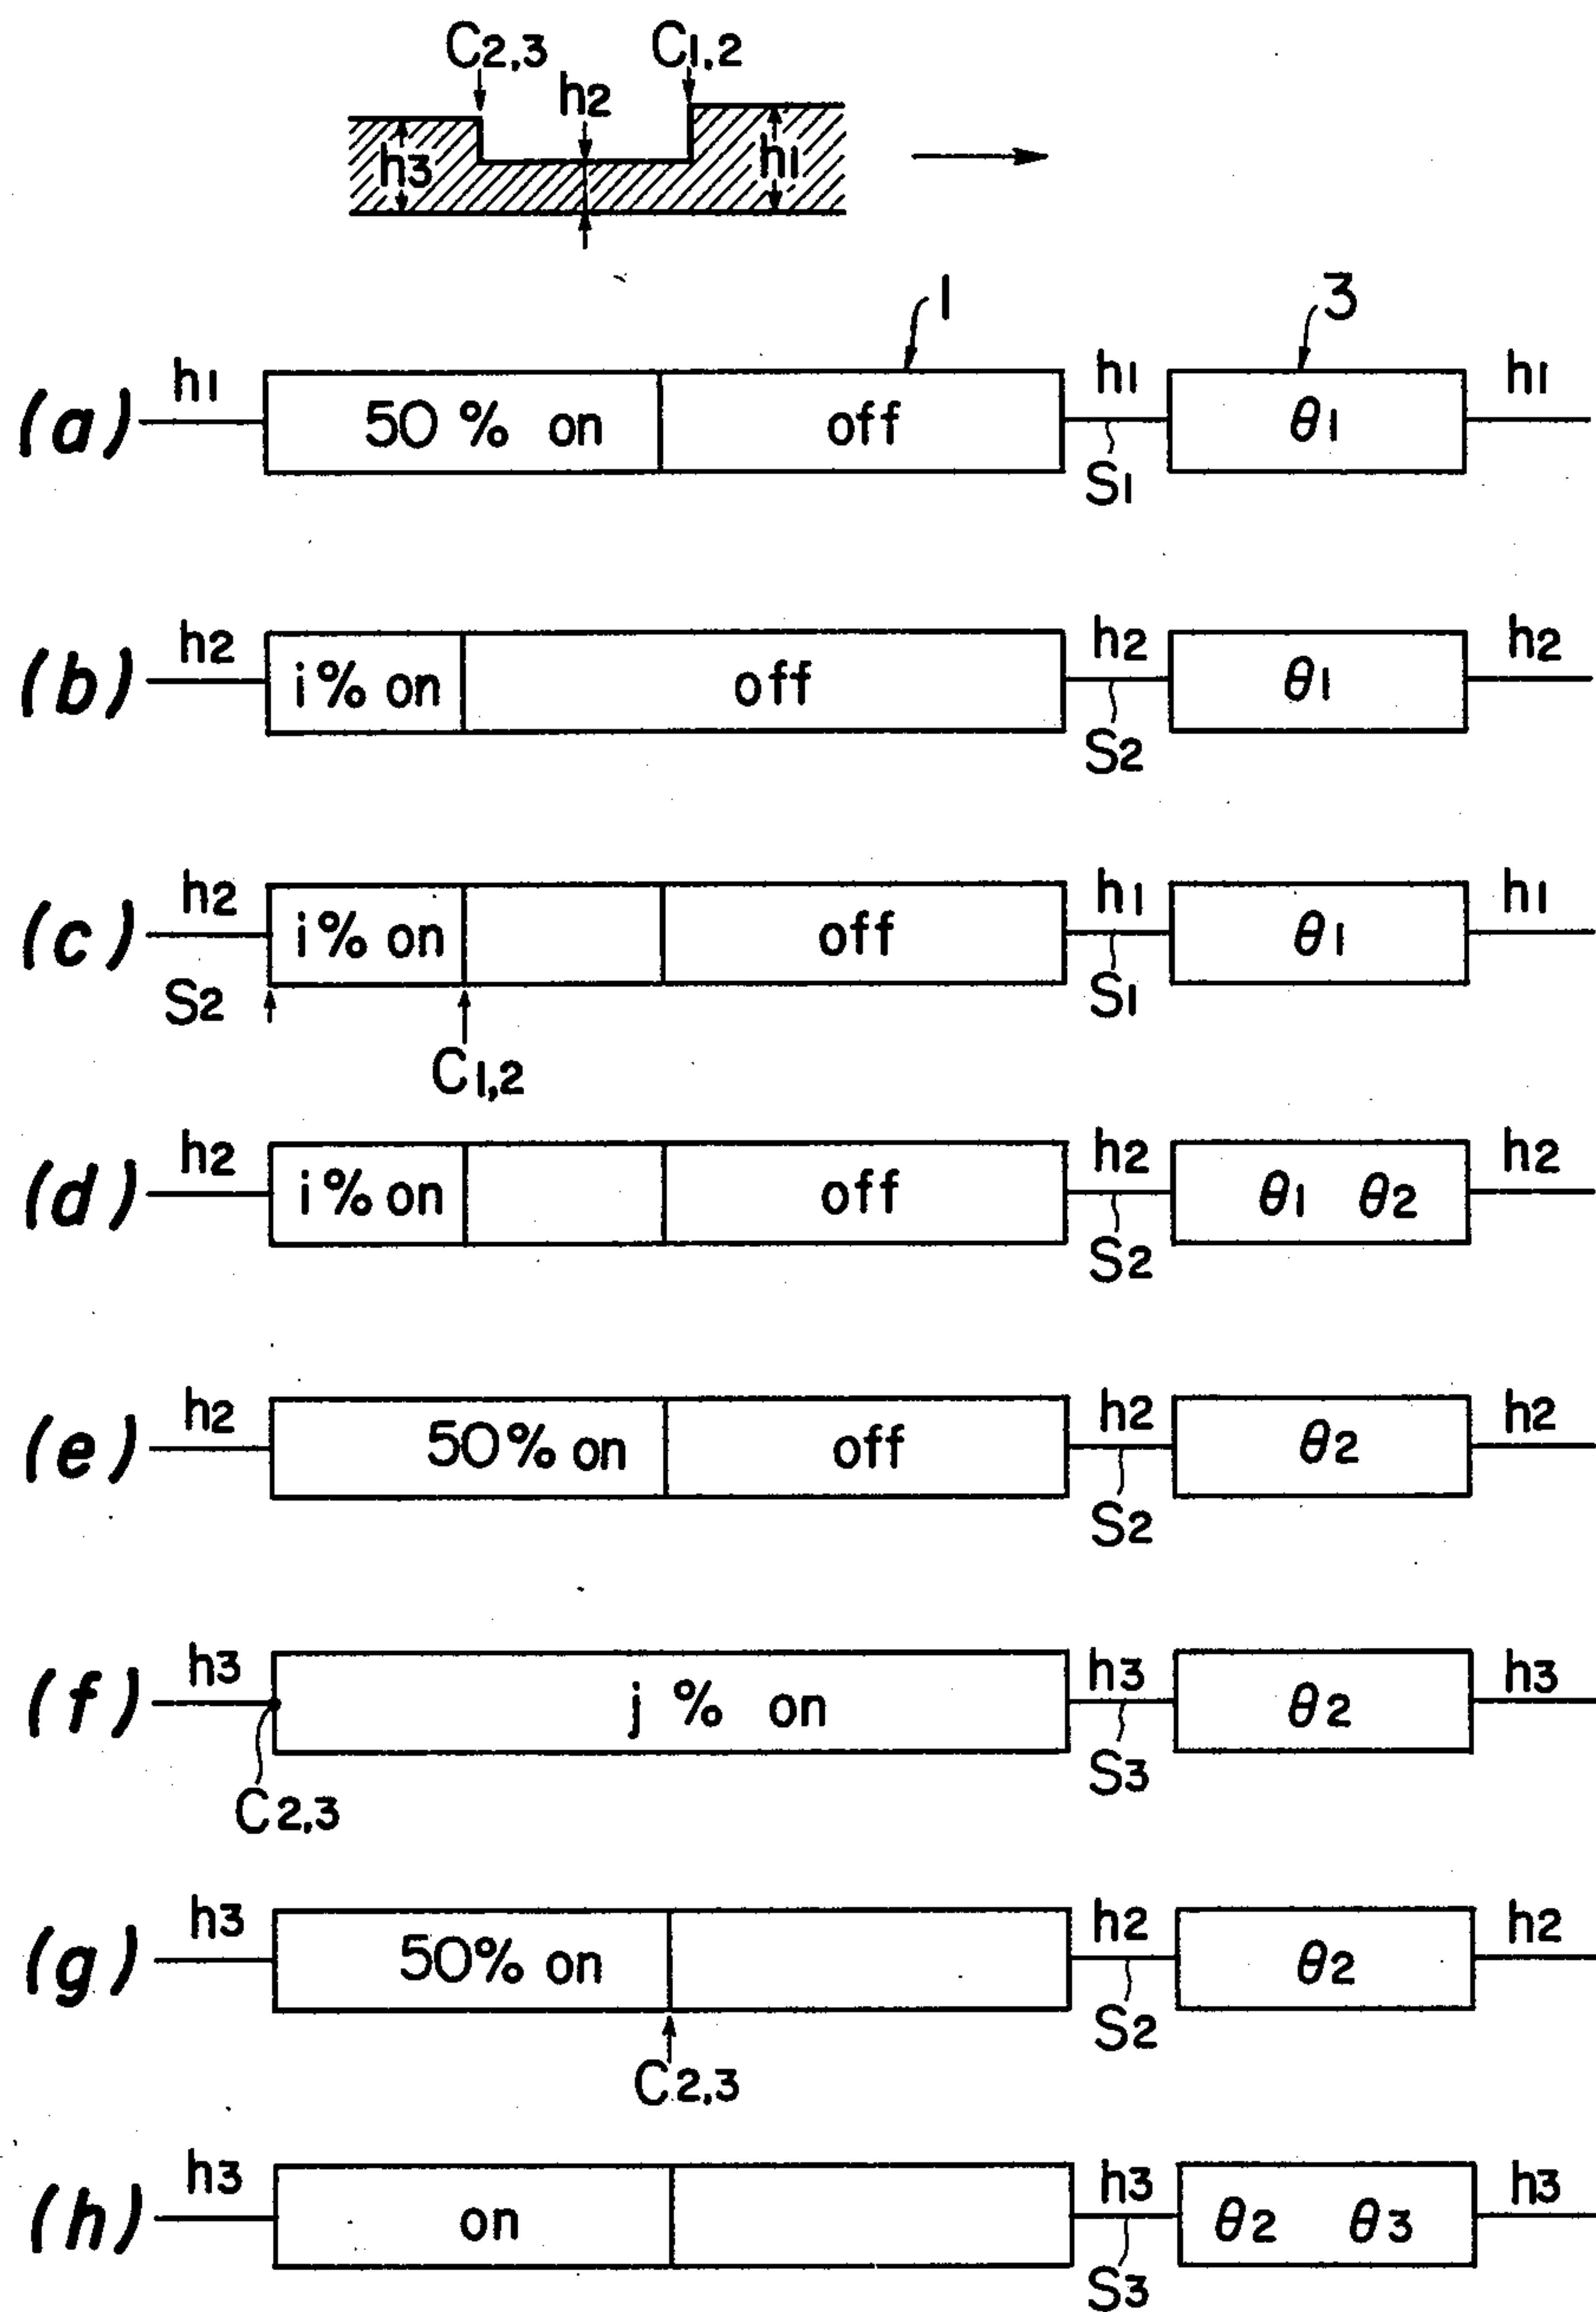 C2,3 C1,2
h2
h3 h1
1 3
(a) h1 50 % on off h1 θ1 h1
S1
(b) h2 i% on off h2 θ1 h2
S2
(c) h2 i% on off h1 θ1 h1
S2 S1
C1,2
(d) h2 i% on off h2 θ1 θ2 h2
S2
(e) h2 50% on off h2 θ2 h2
S2
(f) h3 j % on h3 θ2 h3
S3
C2,3
(g) h3 50% on h2 θ2 h2
S2
C2,3
(h) h3 on h3 θ2 θ3 h3
S3